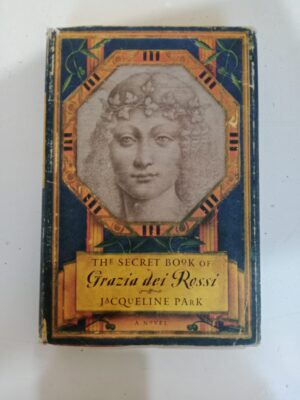 THE SECRET BOOK OF
Grazia dei Rossi
JACQUELINE PARK
A NOVEL